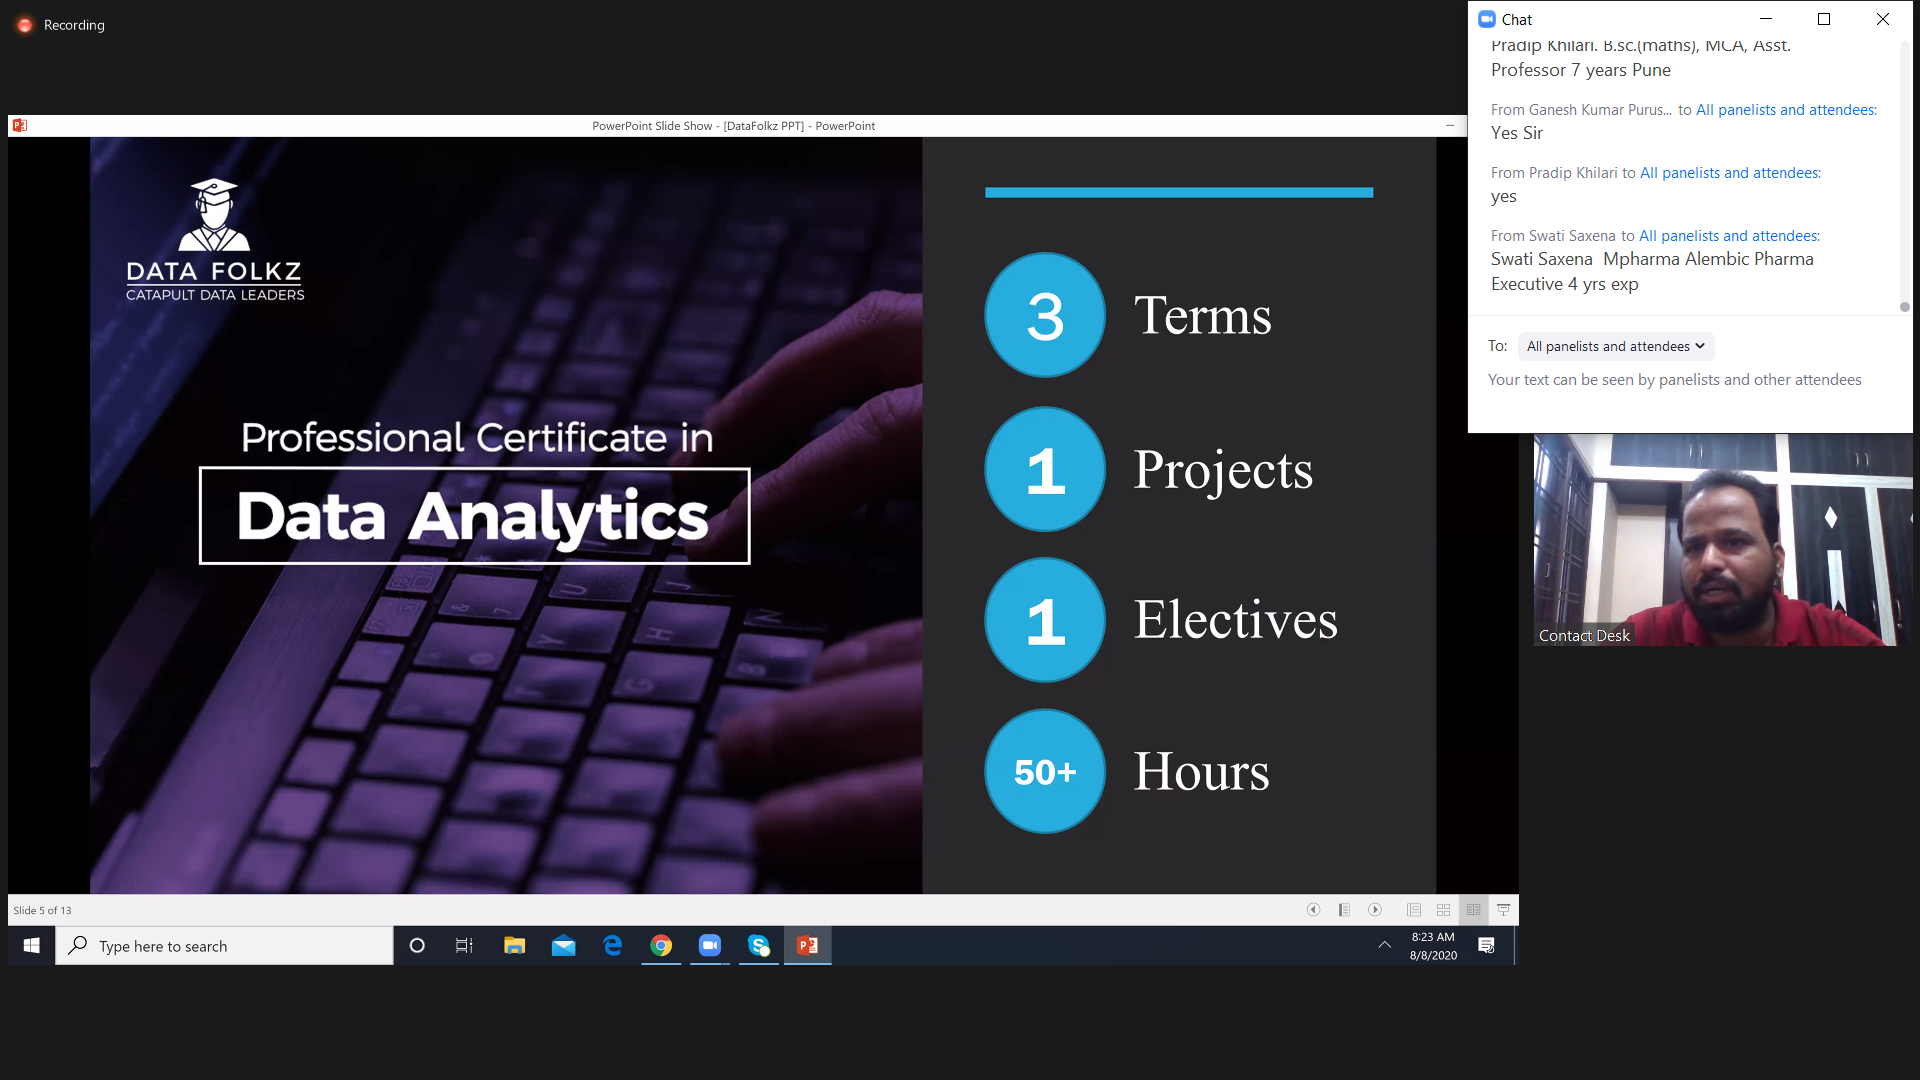 Recording
Chat
Pradip Khilari. B.sc.(maths), MCA, Asst.
Professor 7 years Pune
From Ganesh Kumar Purus... to All panelists and attendees:
Yes Sir
From Pradip Khilari to All panelists and attendees:
yes
From Swati Saxena to All panelists and attendees:
Swati Saxena Mpharma Alembic Pharma
Executive 4 yrs exp
To: All panelists and attendees
Your text can be seen by panelists and other attendees
PowerPoint Slide Show - [DataFolkz PPT] - PowerPoint
DATA FOLKZ
CATAPULT DATA LEADERS
Professional Certificate in
Data Analytics
3 Terms
1 Projects
1 Electives
50+ Hours
Contact Desk
Slide 5 of 13
Type here to search
8:23 AM
8/8/2020